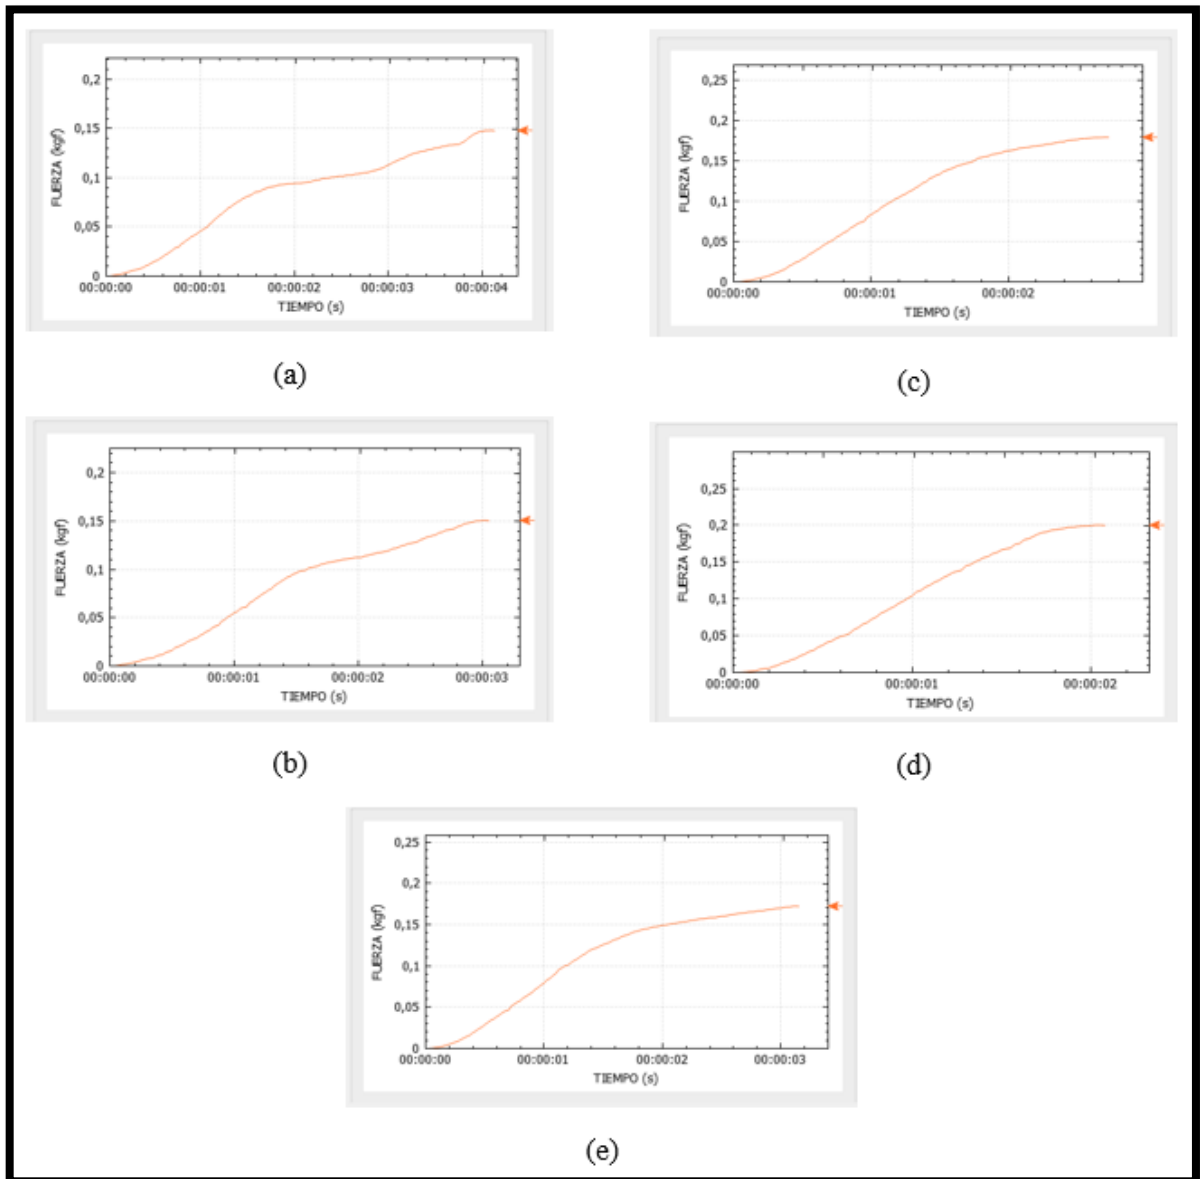 0,2
0,15
0,1
0,05
0
FUERZA (kgf)
00:00:00 00:00:01 00:00:02 00:00:03 00:00:04
TIEMPO (s)
(a)
0,25
0,2
0,15
0,1
0,05
0
FUERZA (kgf)
00:00:00 00:00:01 00:00:02
TIEMPO (s)
(c)
0,2
0,15
0,1
0,05
0
FUERZA (kgf)
00:00:00 00:00:01 00:00:02 00:00:03
TIEMPO (s)
(b)
0,25
0,2
0,15
0,1
0,05
0
FUERZA (kgf)
00:00:00 00:00:01 00:00:02
TIEMPO (s)
(d)
0,25
0,2
0,15
0,1
0,05
0
FUERZA (kgf)
00:00:00 00:00:01 00:00:02 00:00:03
TIEMPO (s)
(e)